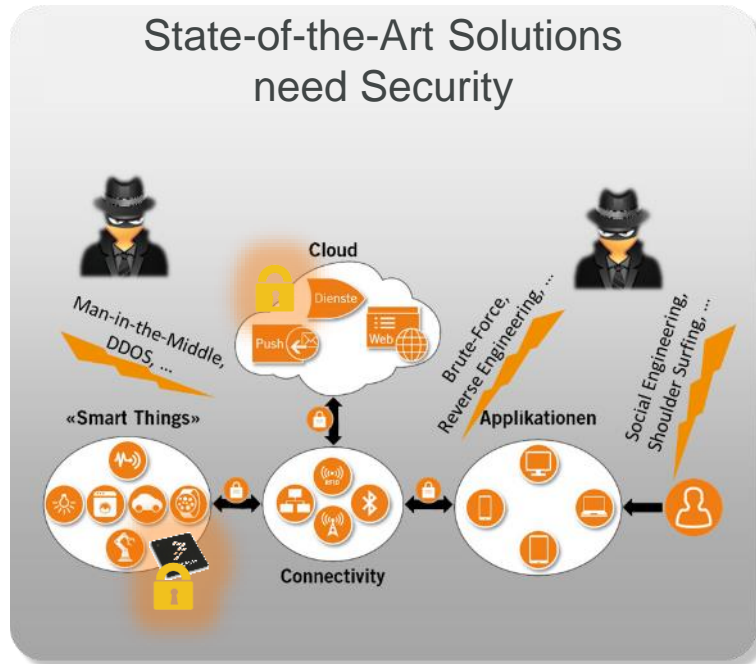 State-of-the-Art Solutions
need Security
Cloud
Dienste
Push
Web
Man-in-the-Middle,
DDOS, ...
Brute-Force,
Reverse Engineering, ...
Social Engineering,
Shoulder Surfing, ...
«Smart Things»
Applikationen
RFID
Connectivity